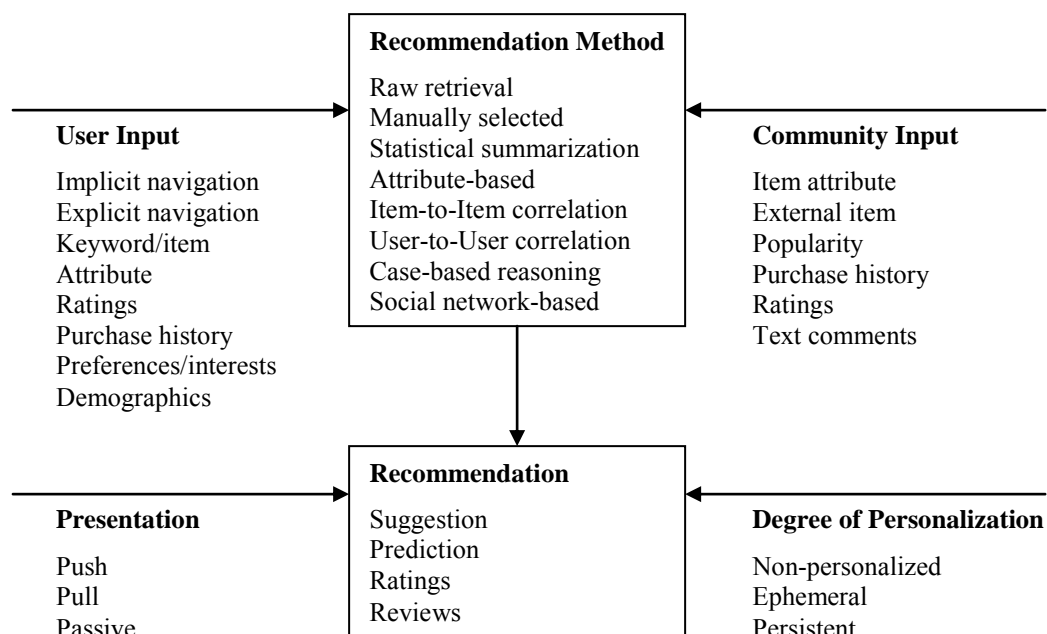 Recommendation Method
Raw retrieval
Manually selected
Statistical summarization
Attribute-based
Item-to-Item correlation
User-to-User correlation
Case-based reasoning
Social network-based
User Input
Implicit navigation
Explicit navigation
Keyword/item
Attribute
Ratings
Purchase history
Preferences/interests
Demographics
Community Input
Item attribute
External item
Popularity
Purchase history
Ratings
Text comments
Recommendation
Suggestion
Prediction
Ratings
Reviews
Presentation
Push
Pull
Passive
Degree of Personalization
Non-personalized
Ephemeral
Persistent